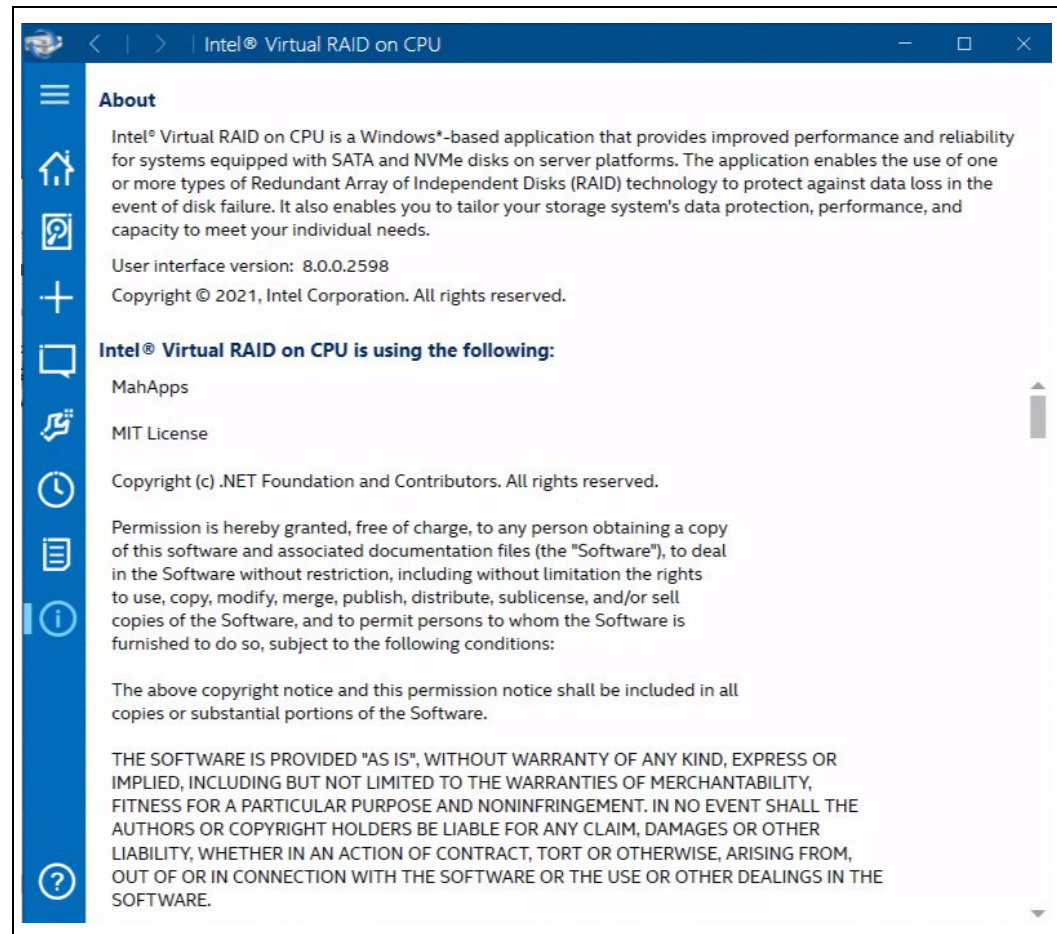 Intel® Virtual RAID on CPU
About
Intel® Virtual RAID on CPU is a Windows*-based application that provides improved performance and reliability
for systems equipped with SATA and NVMe disks on server platforms. The application enables the use of one
or more types of Redundant Array of Independent Disks (RAID) technology to protect against data loss in the
event of disk failure. It also enables you to tailor your storage system's data protection, performance, and
capacity to meet your individual needs.
User interface version: 8.0.0.2598
Copyright © 2021, Intel Corporation. All rights reserved.
Intel® Virtual RAID on CPU is using the following:
MahApps
MIT License
Copyright (c) .NET Foundation and Contributors. All rights reserved.
Permission is hereby granted, free of charge, to any person obtaining a copy
of this software and associated documentation files (the "Software"), to deal
in the Software without restriction, including without limitation the rights
to use, copy, modify, merge, publish, distribute, sublicense, and/or sell
copies of the Software, and to permit persons to whom the Software is
furnished to do so, subject to the following conditions:
The above copyright notice and this permission notice shall be included in all
copies or substantial portions of the Software.
THE SOFTWARE IS PROVIDED "AS IS", WITHOUT WARRANTY OF ANY KIND, EXPRESS OR
IMPLIED, INCLUDING BUT NOT LIMITED TO THE WARRANTIES OF MERCHANTABILITY,
FITNESS FOR A PARTICULAR PURPOSE AND NONINFRINGEMENT. IN NO EVENT SHALL THE
AUTHORS OR COPYRIGHT HOLDERS BE LIABLE FOR ANY CLAIM, DAMAGES OR OTHER
LIABILITY, WHETHER IN AN ACTION OF CONTRACT, TORT OR OTHERWISE, ARISING FROM,
OUT OF OR IN CONNECTION WITH THE SOFTWARE OR THE USE OR OTHER DEALINGS IN THE
SOFTWARE.